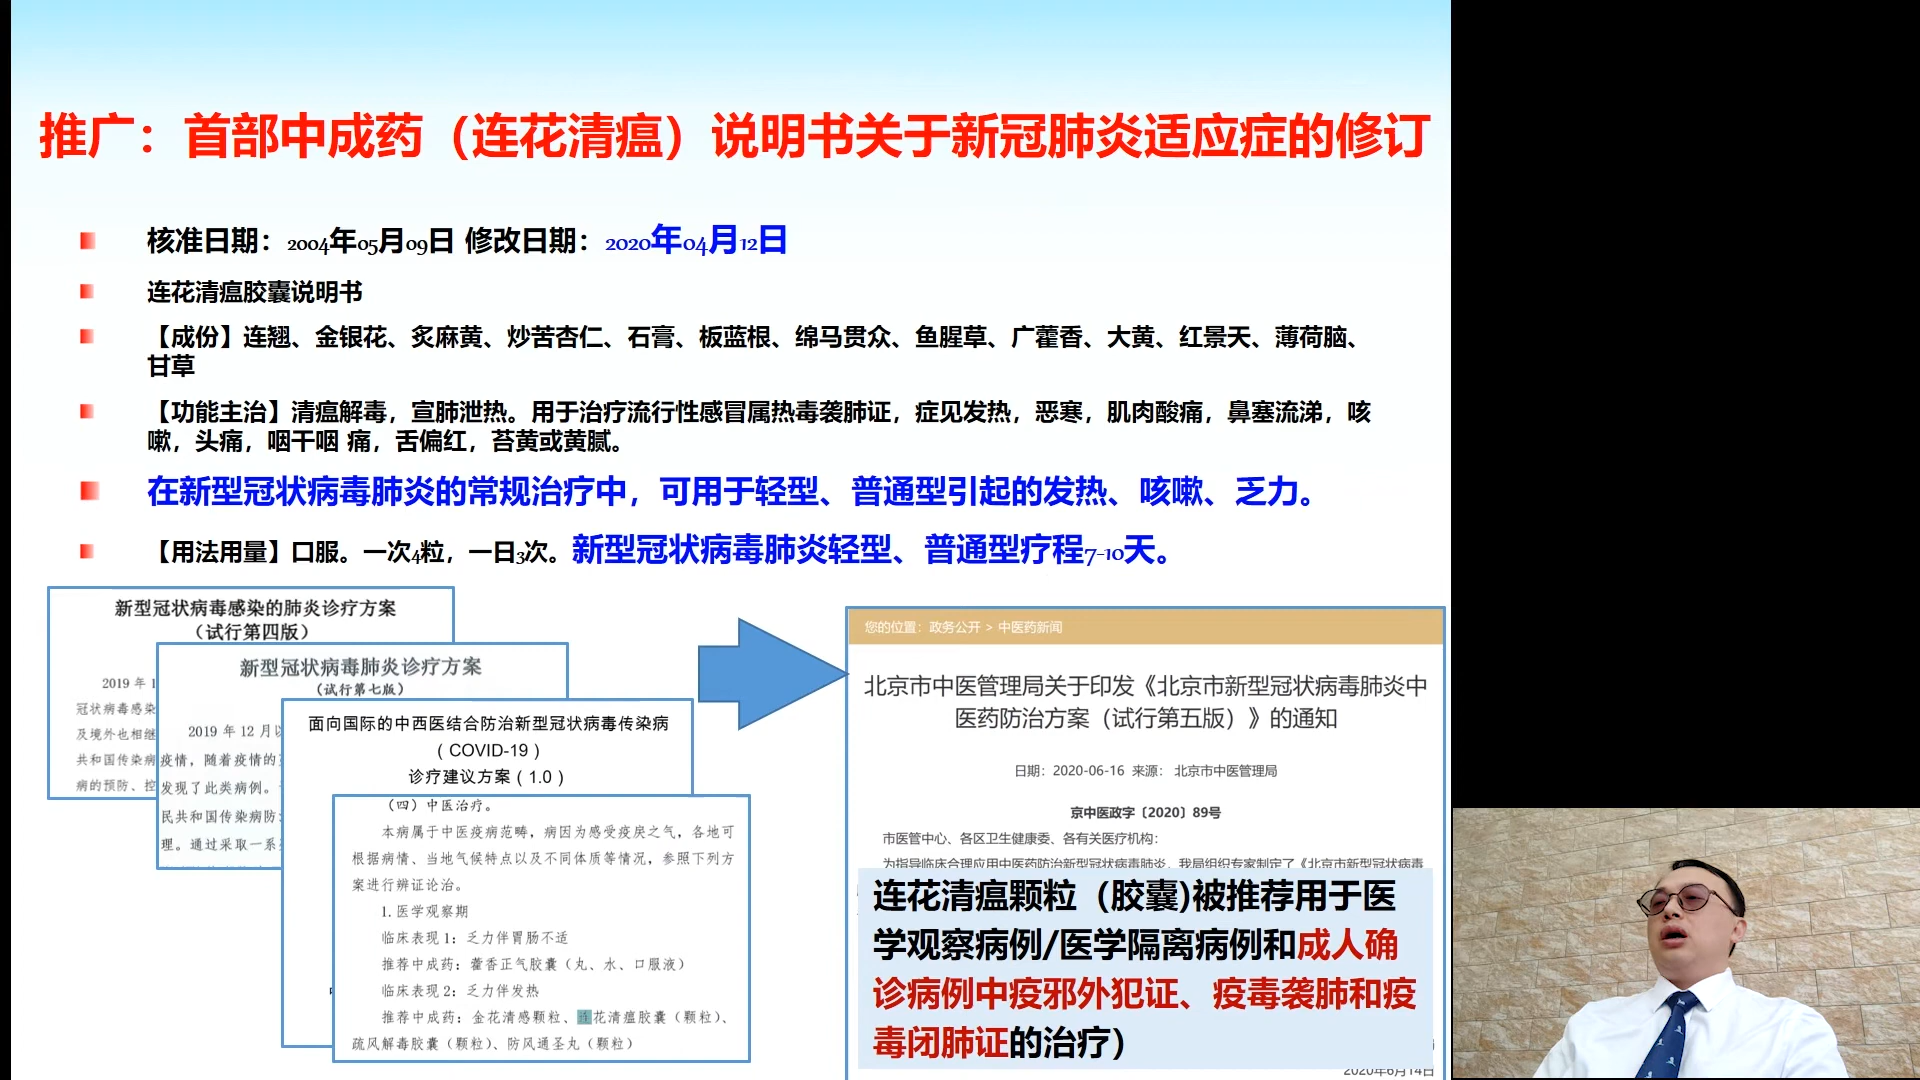 推广：首部中成药（连花清瘟）说明书关于新冠肺炎适应症的修订
核准日期：2004年05月09日 修改日期：2020年04月12日
连花清瘟胶囊说明书
【成份】连翘、金银花、炙麻黄、炒苦杏仁、石膏、板蓝根、绵马贯众、鱼腥草、广藿香、大黄、红景天、薄荷脑、
甘草
【功能主治】清瘟解毒，宣肺泄热。用于治疗流行性感冒属热毒袭肺证，症见发热，恶寒，肌肉酸痛，鼻塞流涕，咳
嗽，头痛，咽干咽 痛，舌偏红，苔黄或黄腻。
在新型冠状病毒肺炎的常规治疗中，可用于轻型、普通型引起的发热、咳嗽、乏力。
【用法用量】口服。一次4粒，一日3次。新型冠状病毒肺炎轻型、普通型疗程7-10天。
新型冠状病毒感染的肺炎诊疗方案
（试行第四版）
2019 年 1
冠状病毒感染
及境外也相继
共和国传染病
病的预防、控
新型冠状病毒肺炎诊疗方案
（试行第七版）
2019 年 12 月以
疫情，随着疫情的
发现了此类病例。
民共和国传染病防
理。通过采取一系
面向国际的中西医结合防治新型冠状病毒传染病
（COVID-19）
诊疗建议方案（1.0）
（四）中医治疗。
本病属于中医疫病范畴，病因为感受疫戾之气，各地可
根据病情、当地气候特点以及不同体质等情况，参照下列方
案进行辨证论治。
1.医学观察期
临床表现 1：乏力伴胃肠不适
推荐中成药：藿香正气胶囊（丸、水、口服液）
临床表现 2：乏力伴发热
推荐中成药：金花清感颗粒、连花清瘟胶囊（颗粒）、
疏风解毒胶囊（颗粒）、防风通圣丸（颗粒）
您的位置：政务公开 > 中医药新闻
北京市中医管理局关于印发《北京市新型冠状病毒肺炎中
医药防治方案（试行第五版）》的通知
日期：2020-06-16 来源： 北京市中医管理局
京中医政字〔2020〕89号
市医管中心、各区卫生健康委、各有关医疗机构：
为指导临床合理应用中医药防治新型冠状病毒肺炎，我局组织专家制定了《北京市新型冠状病毒
连花清瘟颗粒（胶囊)被推荐用于医
学观察病例/医学隔离病例和成人确
诊病例中疫邪外犯证、疫毒袭肺和疫
毒闭肺证的治疗）
2020年6月14日